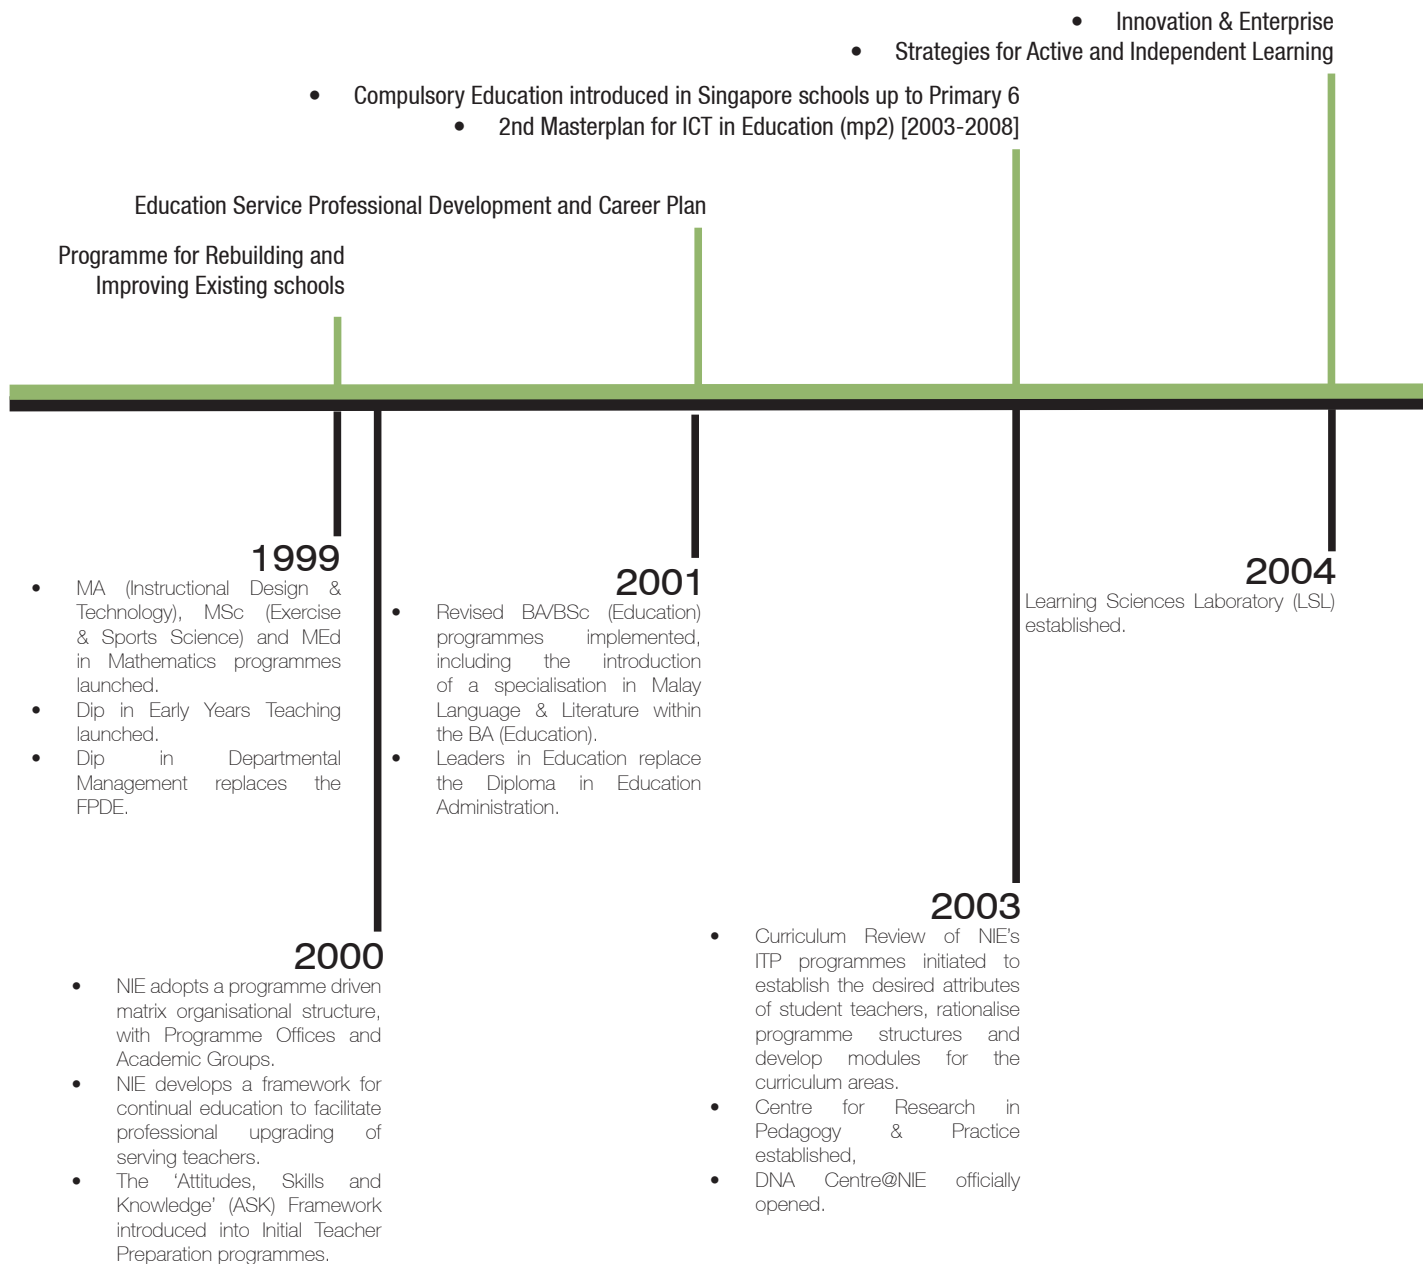 • Innovation & Enterprise
• Strategies for Active and Independent Learning
• Compulsory Education introduced in Singapore schools up to Primary 6
• 2nd Masterplan for ICT in Education (mp2) [2003-2008]
Education Service Professional Development and Career Plan
Programme for Rebuilding and
Improving Existing schools
1999
• MA (Instructional Design &
Technology), MSc (Exercise
& Sports Science) and MEd
in Mathematics programmes
launched.
• Dip in Early Years Teaching
launched.
• Dip in Departmental
Management replaces the
FPDE.
2000
• NIE adopts a programme driven
matrix organisational structure,
with Programme Offices and
Academic Groups.
• NIE develops a framework for
continual education to facilitate
professional upgrading of
serving teachers.
• The ‘Attitudes, Skills and
Knowledge’ (ASK) Framework
introduced into Initial Teacher
Preparation programmes.
2001
• Revised BA/BSc (Education)
programmes implemented,
including the introduction
of a specialisation in Malay
Language & Literature within
the BA (Education).
• Leaders in Education replace
the Diploma in Education
Administration.
2003
• Curriculum Review of NIE’s
ITP programmes initiated to
establish the desired attributes
of student teachers, rationalise
programme structures and
develop modules for the
curriculum areas.
• Centre for Research in
Pedagogy & Practice
established,
• DNA Centre@NIE officially
opened.
2004
Learning Sciences Laboratory (LSL)
established.